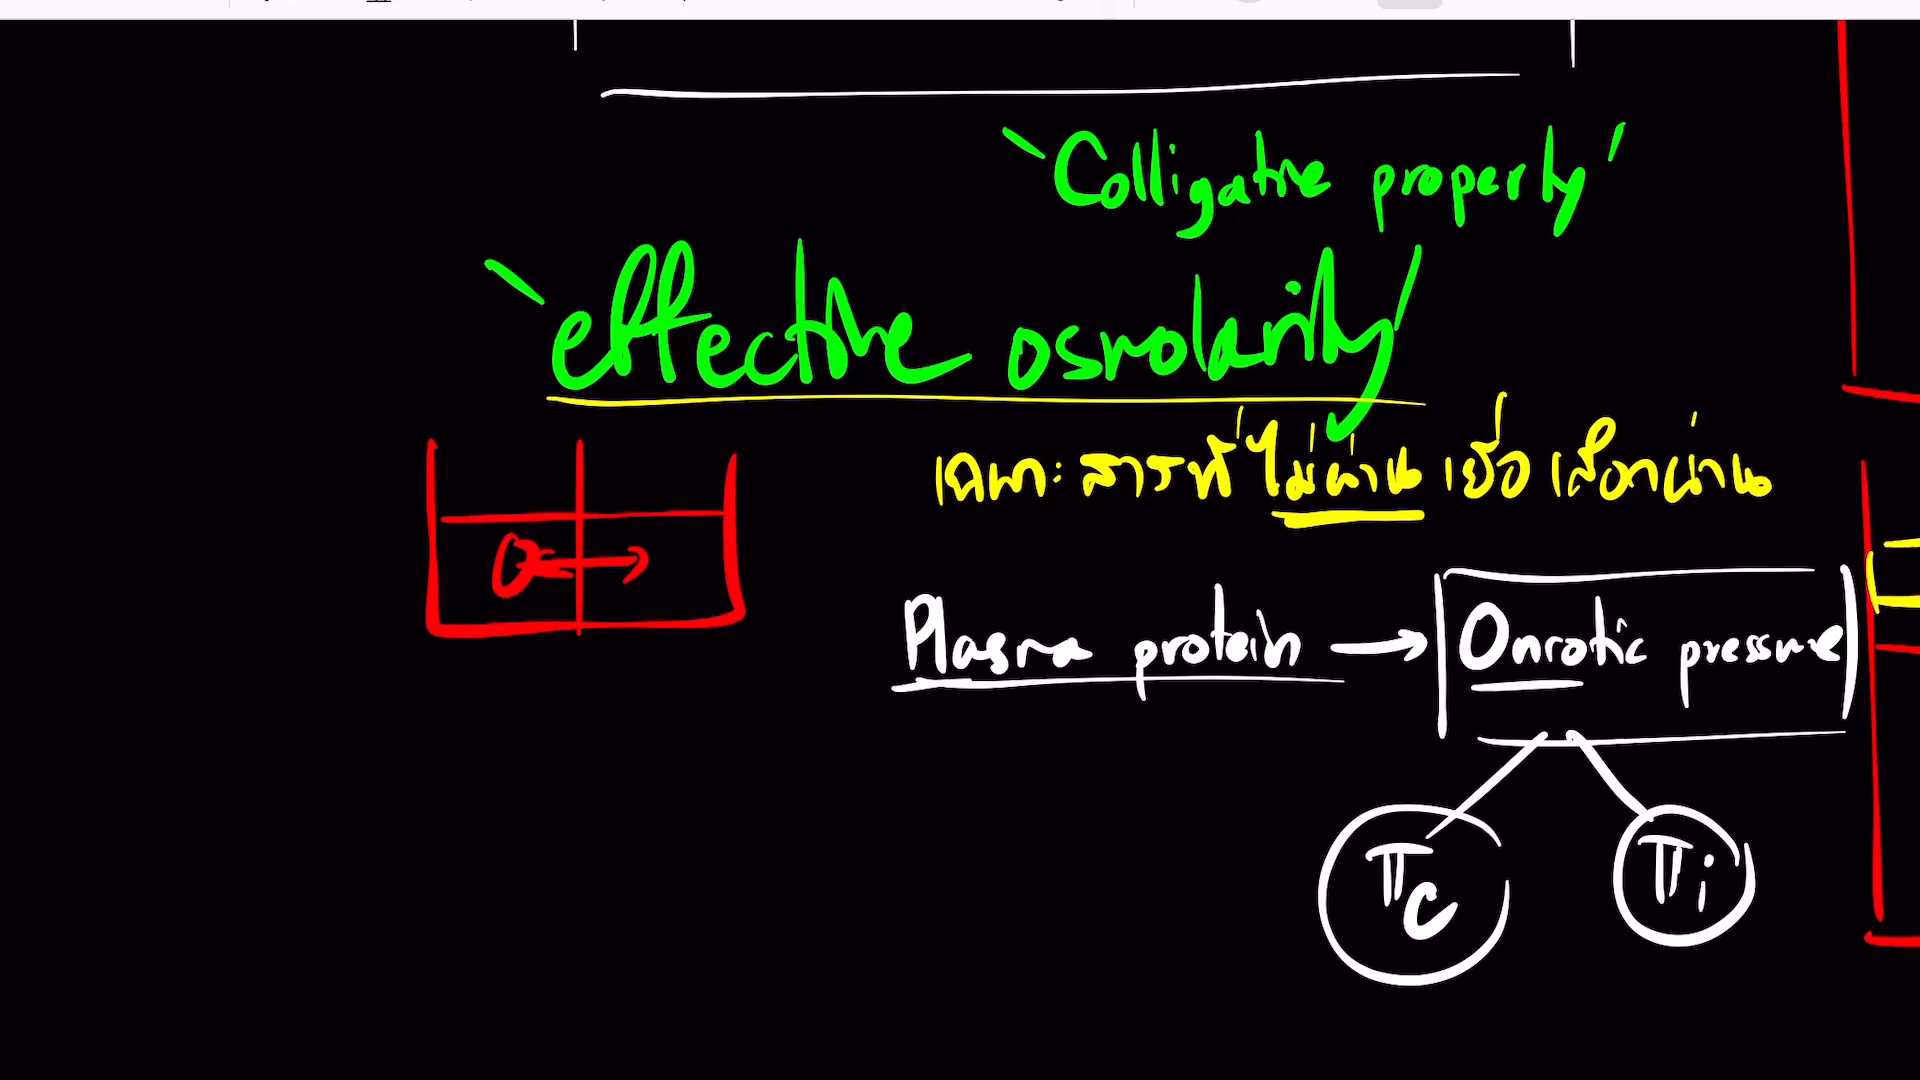 `Colligative property'
`effective osmolarity'
เฉพาะสารที่ไม่ผ่านเยื่อเลือกผ่าน
Plasma protein → Oncotic pressure
πc πi